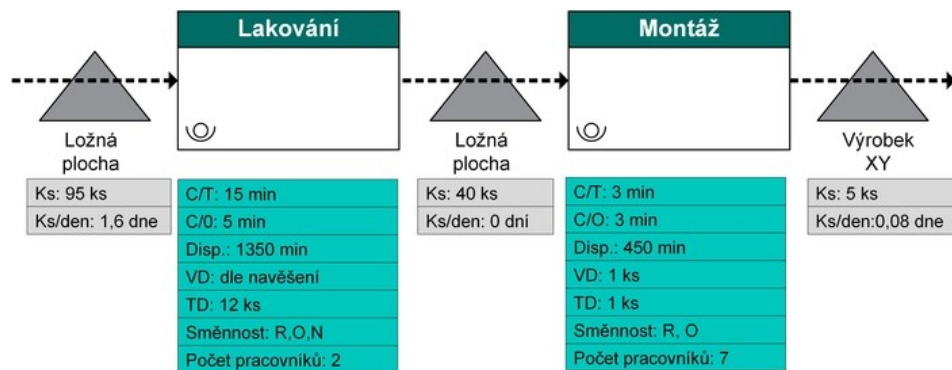 Lakování
Montáž
Ložná
plocha
Ložná
plocha
Výrobek
XY
Ks: 95 ks
Ks/den: 1,6 dne
C/T: 15 min
C/0: 5 min
Disp.: 1350 min
VD: dle navěšení
TD: 12 ks
Směnnost: R,O,N
Počet pracovníků: 2
Ks: 40 ks
Ks/den: 0 dní
C/T: 3 min
C/O: 3 min
Disp.: 450 min
VD: 1 ks
TD: 1 ks
Směnnost: R, O
Počet pracovníků: 7
Ks: 5 ks
Ks/den:0,08 dne